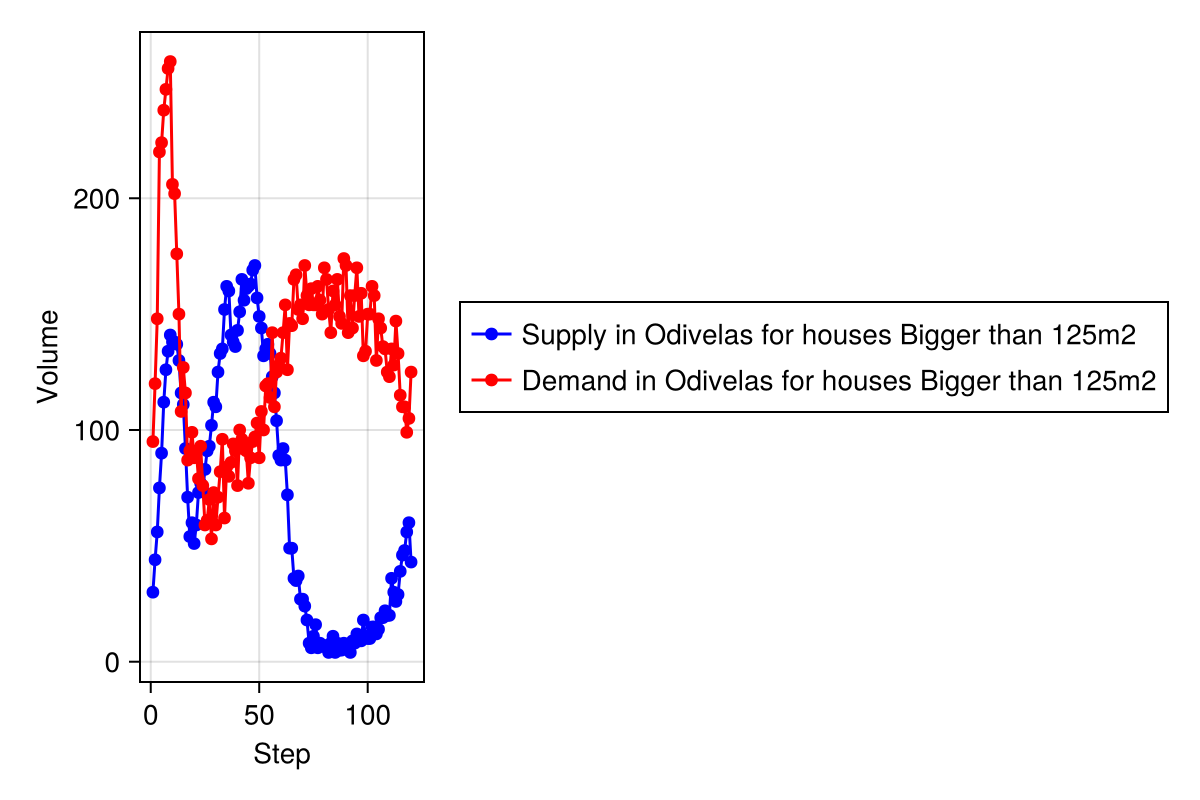 Volume
200
100
0
0
50
100
Step
Supply in Odivelas for houses Bigger than 125m2
Demand in Odivelas for houses Bigger than 125m2